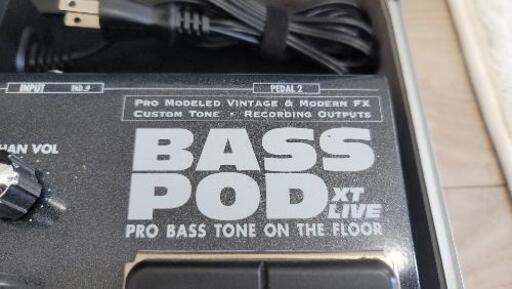 INPUT PAD
PEDAL 2
PRO MODELED VINTAGE & MODERN FX
CUSTOM TONE • RECORDING OUTPUTS
HAN VOL
BASS
POD XT
LIVE
PRO BASS TONE ON THE FLOOR